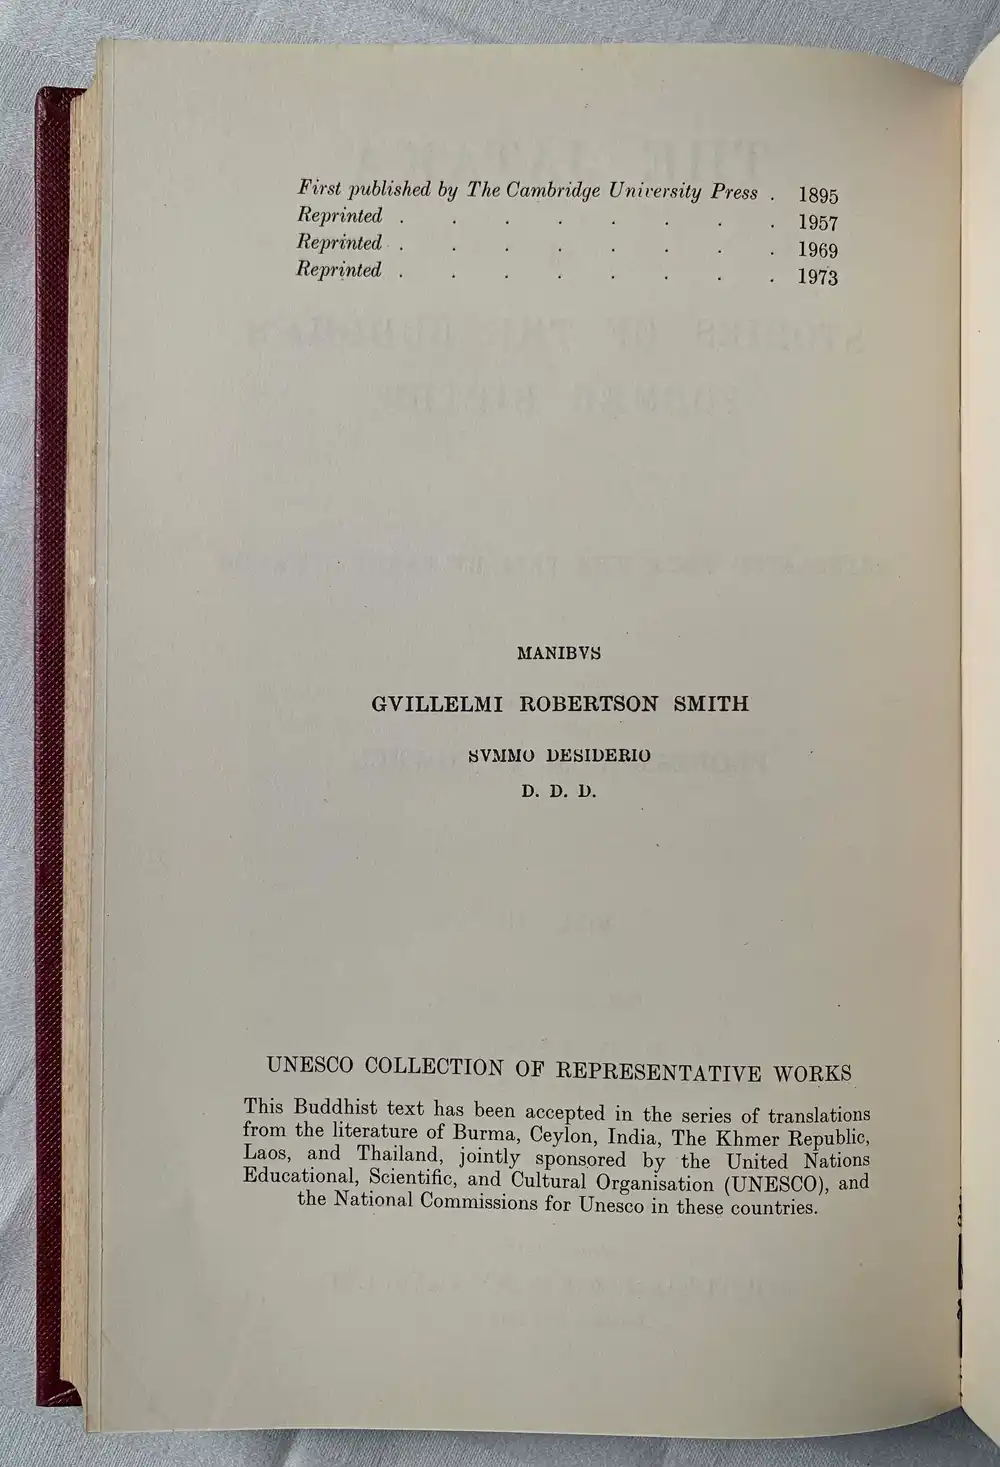 First published by The Cambridge University Press . 1895
Reprinted . . . . . . . . 1957
Reprinted . . . . . . . . 1969
Reprinted . . . . . . . . 1973
MANIBVS
GVILLELMI ROBERTSON SMITH
SVMMO DESIDERIO
D. D. D.
UNESCO COLLECTION OF REPRESENTATIVE WORKS
This Buddhist text has been accepted in the series of translations
from the literature of Burma, Ceylon, India, The Khmer Republic,
Laos, and Thailand, jointly sponsored by the United Nations
Educational, Scientific, and Cultural Organisation (UNESCO), and
the National Commissions for Unesco in these countries.